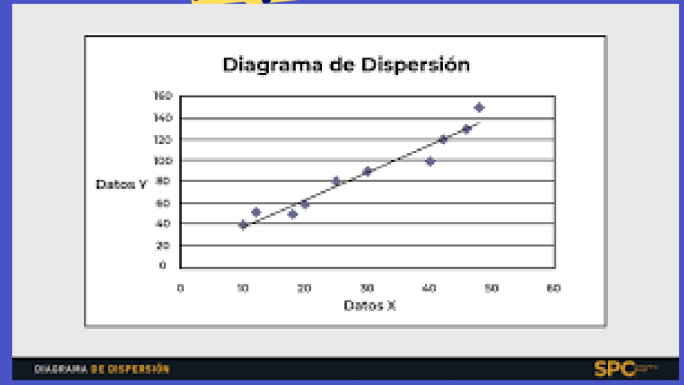 Diagrama de Dispersión
160
140
120
100
Datos Y 80
60
40
20
0
0 10 20 30 40 50 60
Datos X
DIAGRAMA DE DISPERSIÓN
SPC